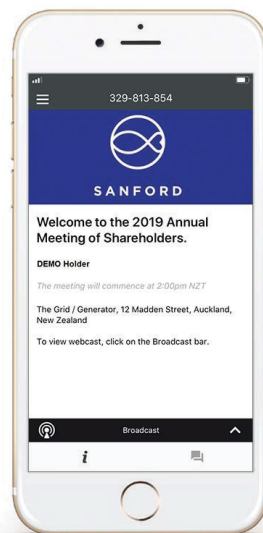 329-813-854
SANFORD
Welcome to the 2019 Annual
Meeting of Shareholders.
DEMO Holder
The meeting will commence at 2:00pm NZT
The Grid / Generator, 12 Madden Street, Auckland,
New Zealand
To view webcast, click on the Broadcast bar.
Broadcast
i